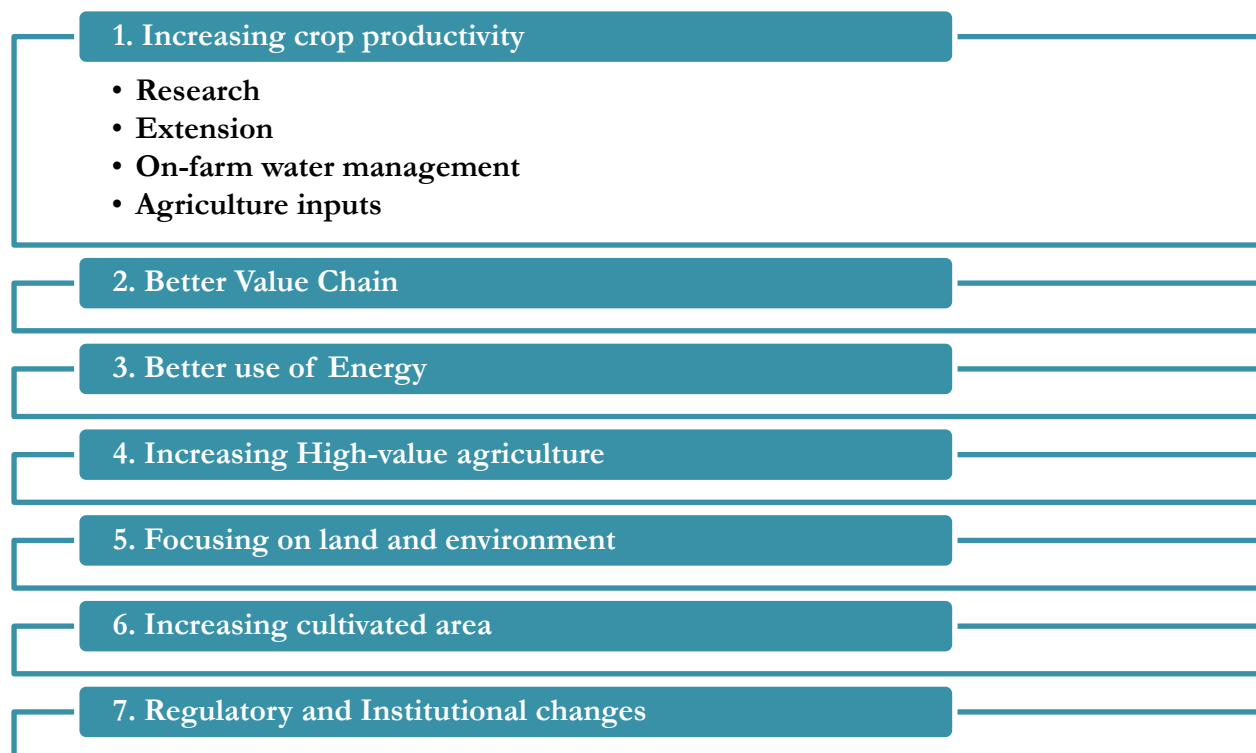 1. Increasing crop productivity
• Research
• Extension
• On-farm water management
• Agriculture inputs
2. Better Value Chain
3. Better use of Energy
4. Increasing High-value agriculture
5. Focusing on land and environment
6. Increasing cultivated area
7. Regulatory and Institutional changes